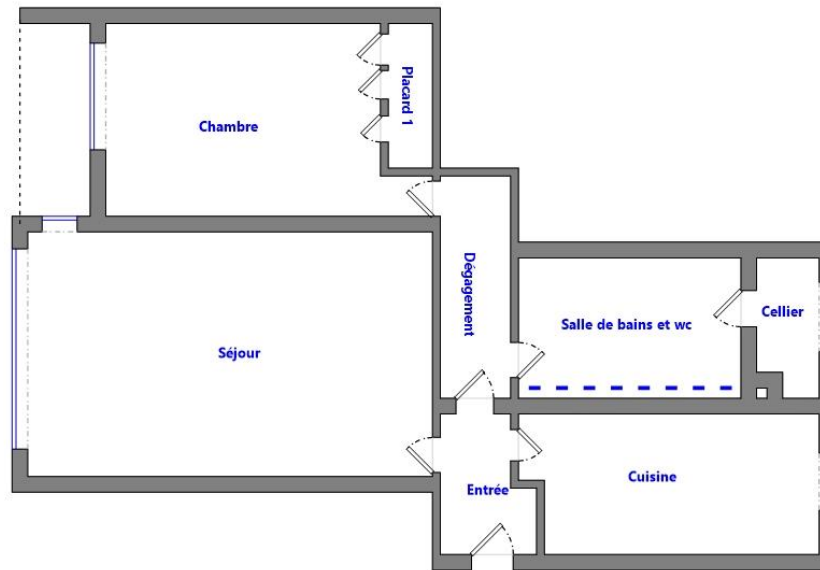 Chambre
Placard 1
Dégagement
Salle de bains et wc
Cellier
Séjour
Cuisine
Entrée